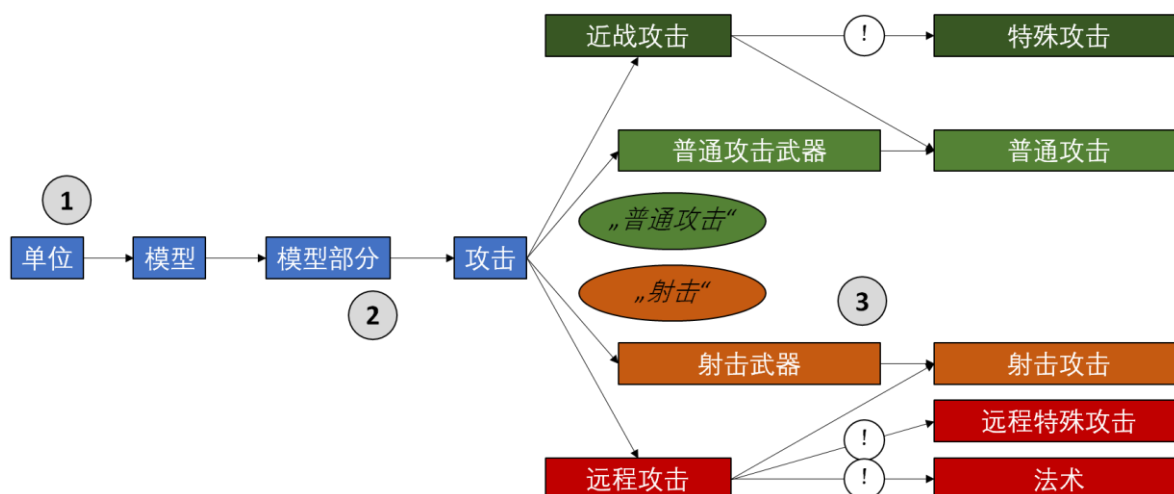 近战攻击
!
特殊攻击
普通攻击武器
普通攻击
1
„普通攻击“
单位
模型
模型部分
攻击
„射击“
2
3
射击武器
射击攻击
远程特殊攻击
!
远程攻击
!
法术